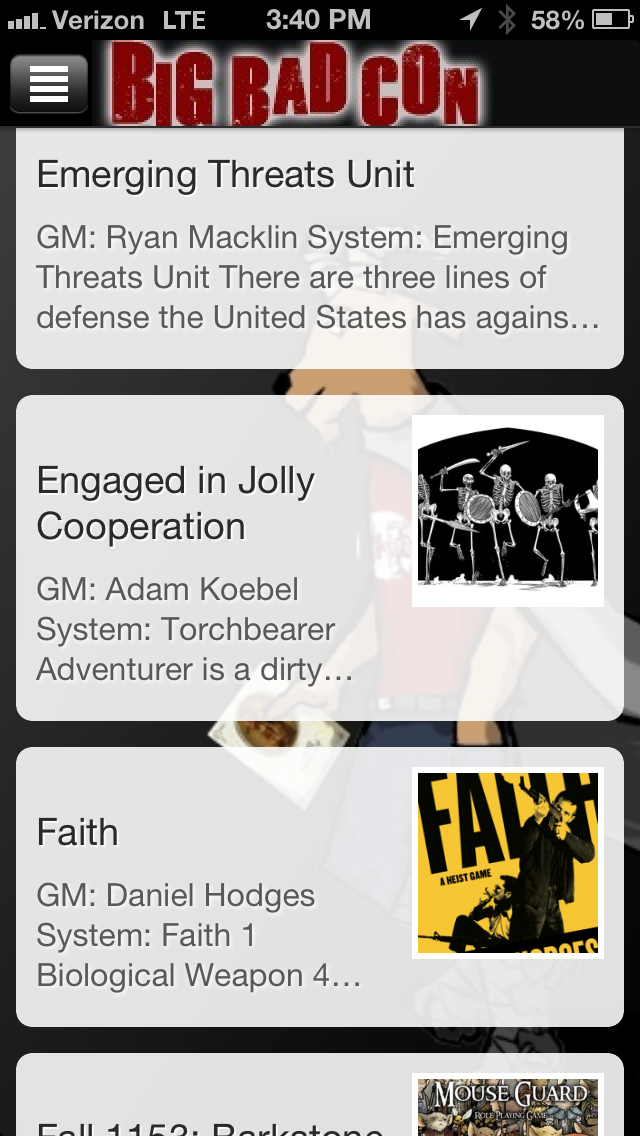 Verizon LTE 3:40 PM 58%
BIG BAD CON
Emerging Threats Unit
GM: Ryan Macklin System: Emerging
Threats Unit There are three lines of
defense the United States has agains…
Engaged in Jolly
Cooperation
GM: Adam Koebel
System: Torchbearer
Adventurer is a dirty…
Faith
GM: Daniel Hodges
System: Faith 1
Biological Weapon 4…
FAITH
A HEIST GAME
HODGES
MOUSE GUARD
ROLE PLAYING GAME
Fall 1153: Barkstone